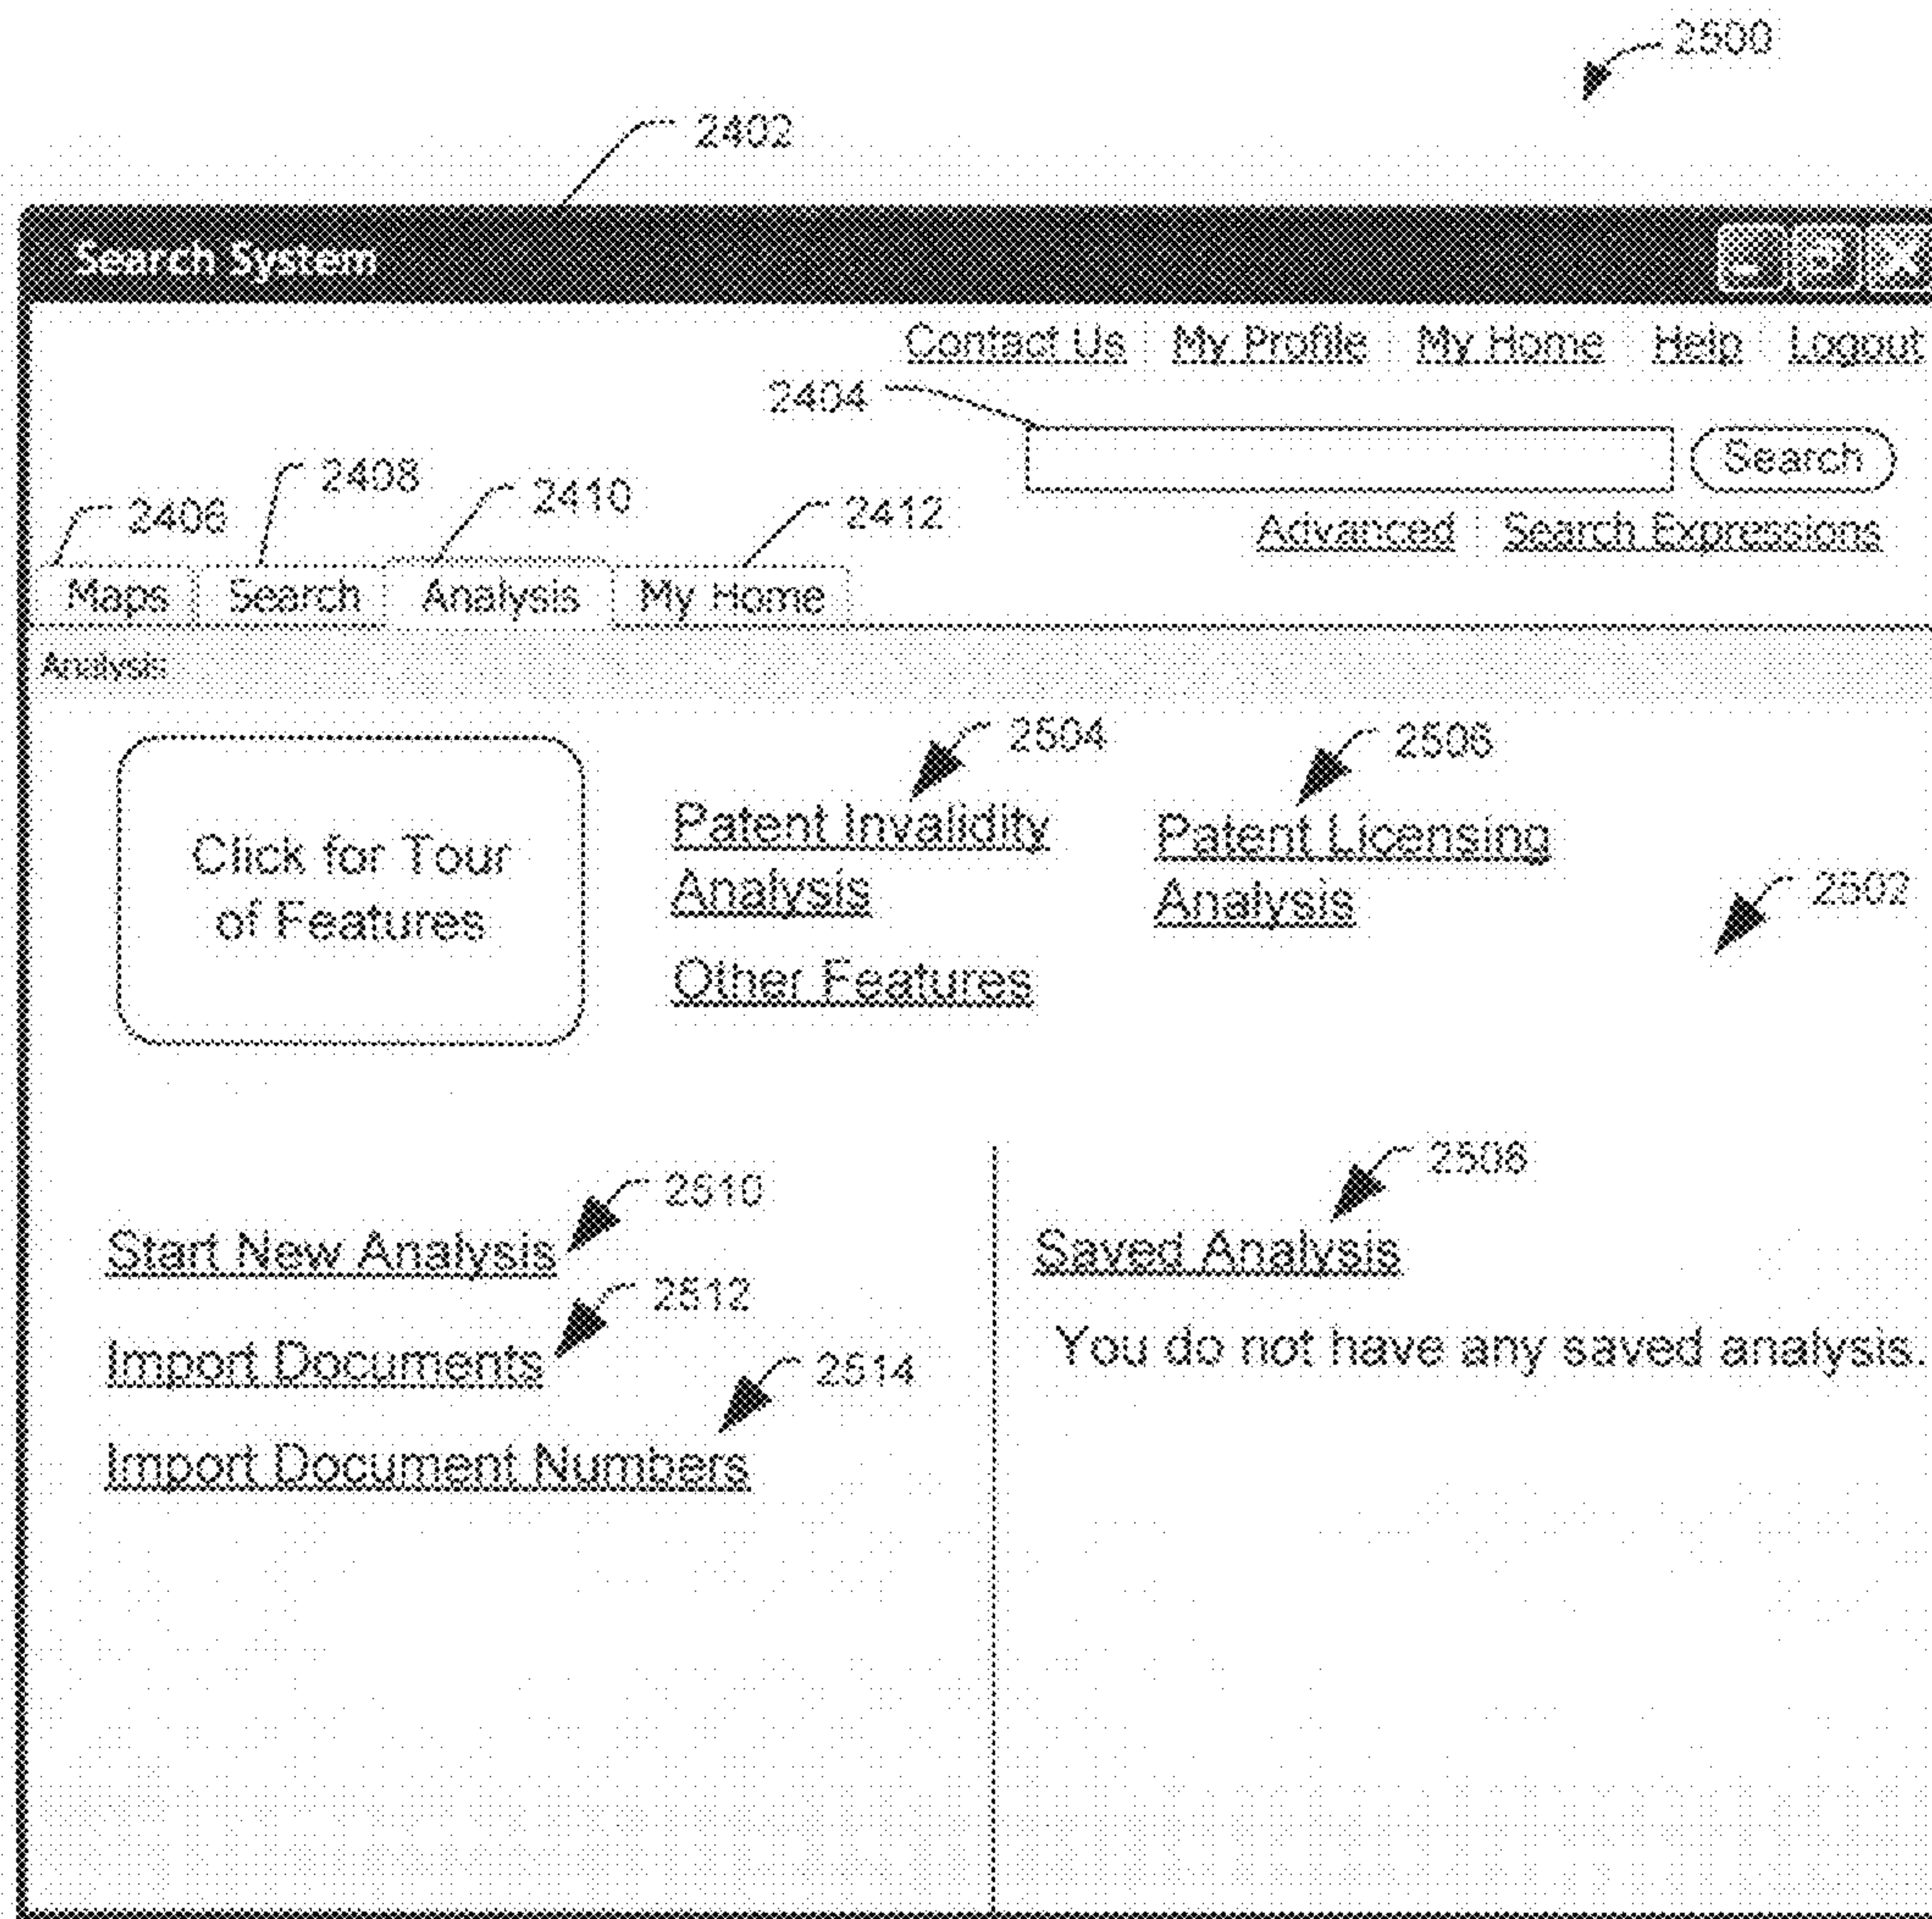 2500
2402
Search System
Contact Us My Profile My Home Help Logout
2404
Search
2406 2408 2410 2412
Advanced Search Expressions
Maps Search Analysis My Home
Analysis
2504 2506
Click for Tour
of Features
Patent Invalidity
Analysis
Patent Licensing
Analysis
2502
Other Features
2510 2508
Start New Analysis Saved Analysis
2512
Import Documents You do not have any saved analysis.
2514
Import Document Numbers